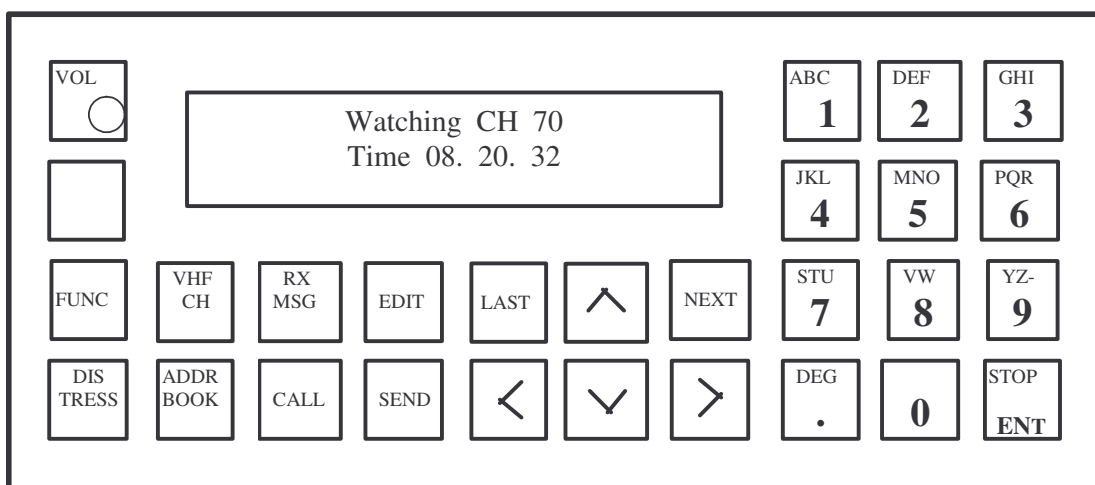 VOL
Watching CH 70
Time 08. 20. 32
ABC
1
DEF
2
GHI
3
JKL
4
MNO
5
PQR
6
FUNC
VHF
CH
RX
MSG
EDIT
LAST
NEXT
STU
7
VW
8
YZ-
9
DIS
TRESS
ADDR
BOOK
CALL
SEND
DEG
.
0
STOP
ENT